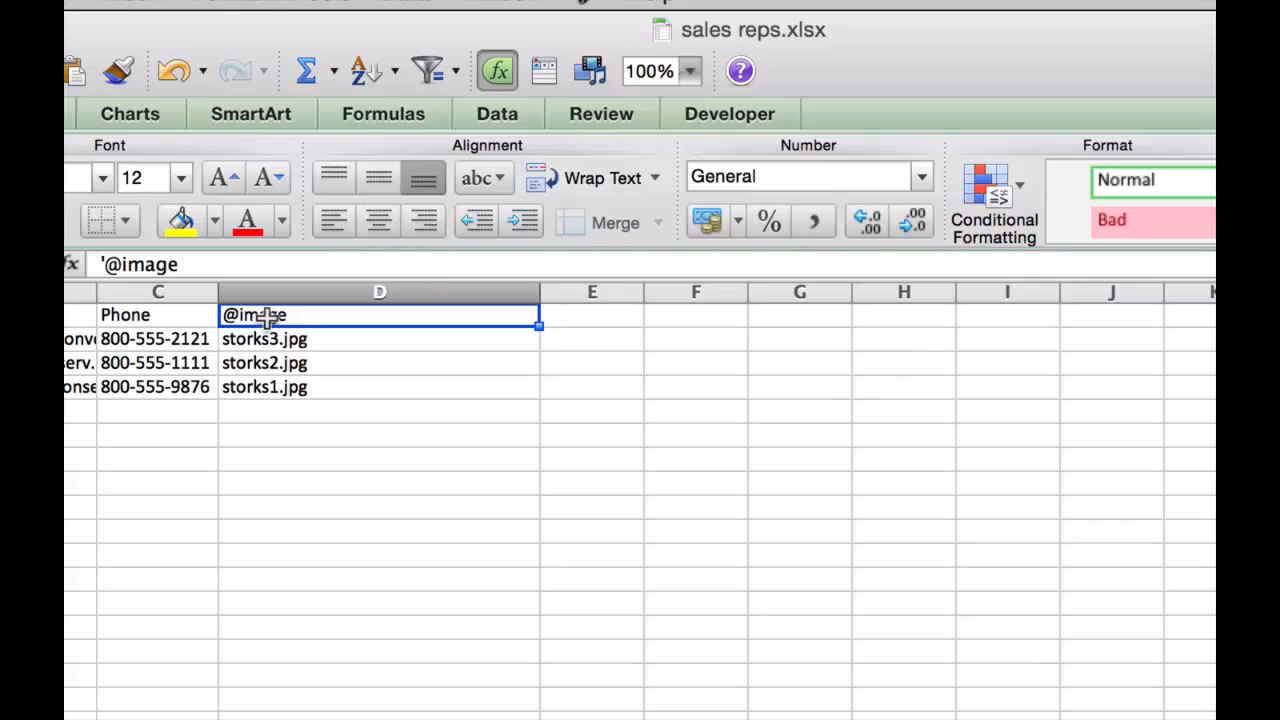 sales reps.xlsx
100%
Charts SmartArt Formulas Data Review Developer
Font Alignment Number Format
12 abc Wrap Text General Normal
Merge Conditional Formatting Bad
'@image
C D E F G H I J
Phone @image
800-555-2121 storks3.jpg
serv. 800-555-1111 storks2.jpg
800-555-9876 storks1.jpg